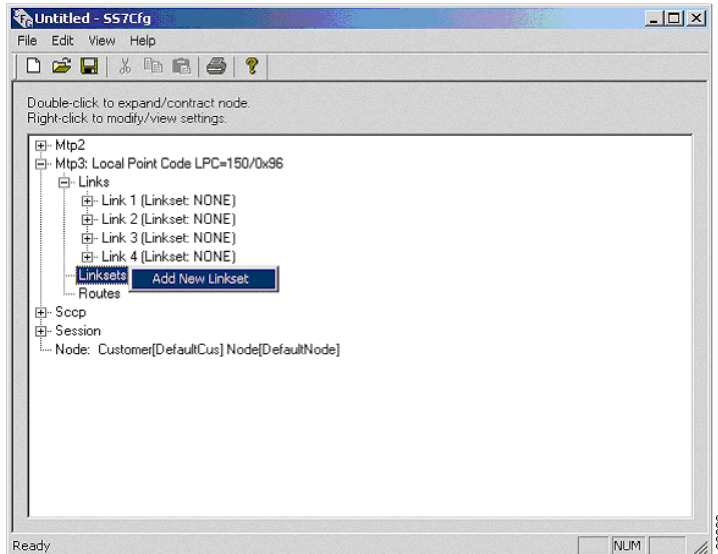 Untitled - SS7Cfg
File Edit View Help
Double-click to expand/contract node.
Right-click to modify/view settings.
Mtp2
Mtp3: Local Point Code LPC=150/0x96
Links
Link 1 (Linkset: NONE)
Link 2 (Linkset: NONE)
Link 3 (Linkset: NONE)
Link 4 (Linkset: NONE)
Linksets Add New Linkset
Routes
Sccp
Session
Node: Customer[DefaultCus] Node[DefaultNode]
Ready NUM